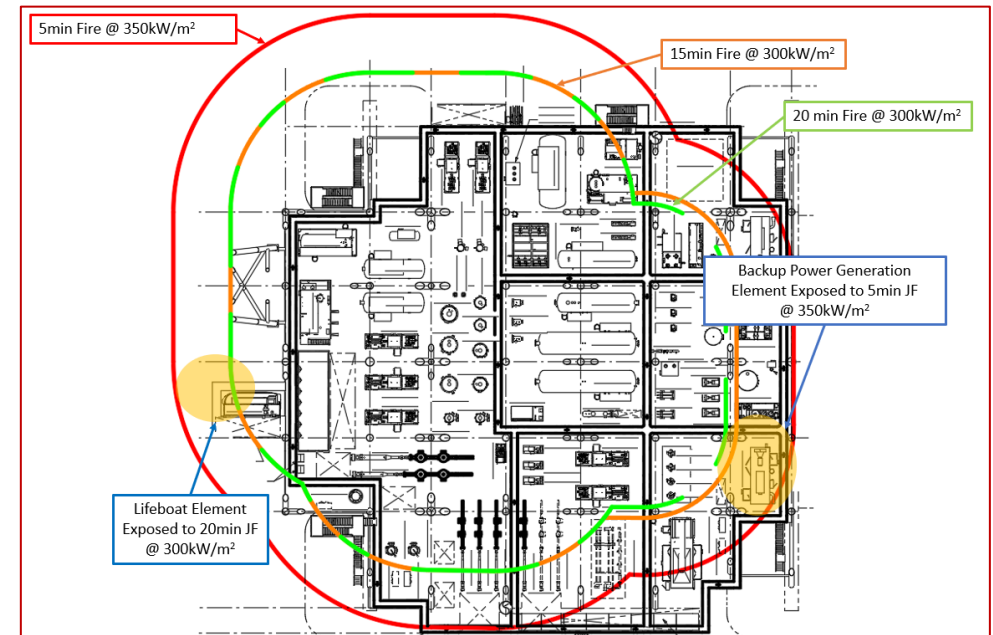 5min Fire @ 350kW/m²
15min Fire @ 300kW/m²
20 min Fire @ 300kW/m²
Backup Power Generation
Element Exposed to 5min JF
@ 350kW/m²
Lifeboat Element
Exposed to 20min JF
@ 300kW/m²